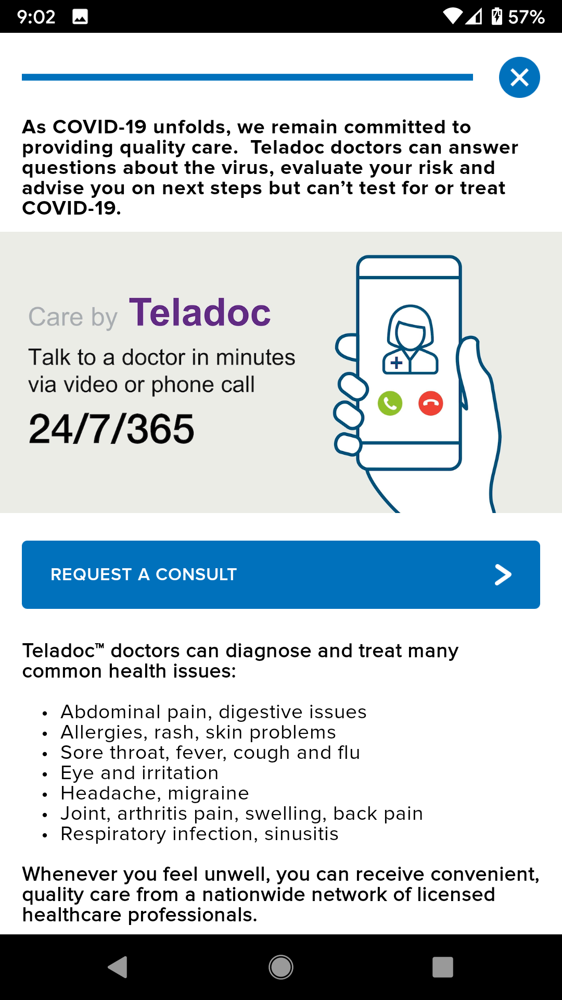 9:02
57%
As COVID-19 unfolds, we remain committed to
providing quality care.  Teladoc doctors can answer
questions about the virus, evaluate your risk and
advise you on next steps but can’t test for or treat
COVID-19.
Care by Teladoc
Talk to a doctor in minutes
via video or phone call
24/7/365
REQUEST A CONSULT
Teladoc™ doctors can diagnose and treat many
common health issues:
• Abdominal pain, digestive issues
• Allergies, rash, skin problems
• Sore throat, fever, cough and flu
• Eye and irritation
• Headache, migraine
• Joint, arthritis pain, swelling, back pain
• Respiratory infection, sinusitis
Whenever you feel unwell, you can receive convenient,
quality care from a nationwide network of licensed
healthcare professionals.